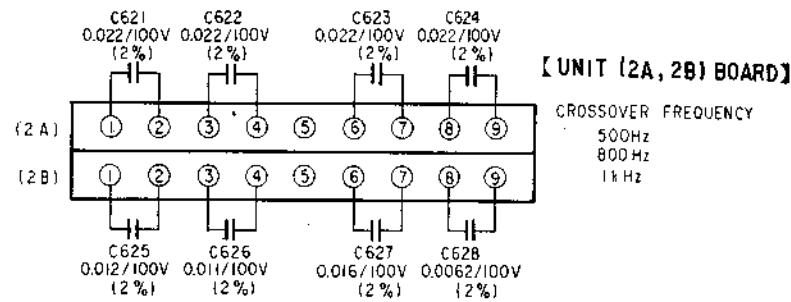 C621 C622 C623 C624
0.022/100V 0.022/100V 0.022/100V 0.022/100V
(2%) (2%) (2%) (2%)
【UNIT (2A, 2B) BOARD】
CROSSOVER FREQUENCY
500Hz
800Hz
1kHz
(2A) 1 2 3 4 5 6 7 8 9
(2B) 1 2 3 4 5 6 7 8 9
C625 C626 C627 C628
0.012/100V 0.011/100V 0.016/100V 0.0062/100V
(2%) (2%) (2%) (2%)